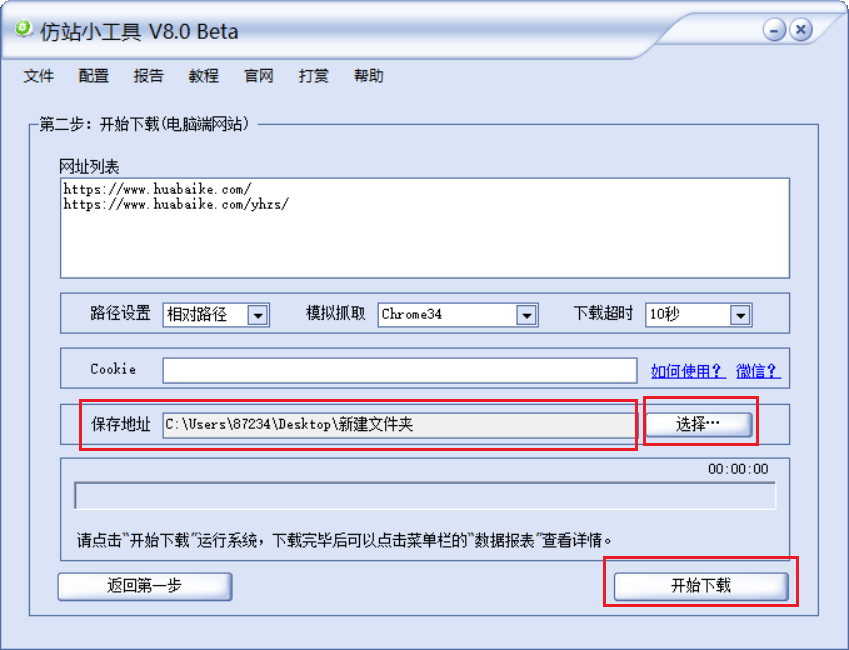 仿站小工具 V8.0 Beta
文件 配置 报告 教程 官网 打赏 帮助
第二步：开始下载(电脑端网站)
网址列表
https://www.huabaike.com/
https://www.huabaike.com/yhzs/
路径设置 相对路径 模拟抓取 Chrome34 下载超时 10秒
Cookie 如何使用？ 微信？
保存地址 C:\Users\87234\Desktop\新建文件夹 选择…
00:00:00
请点击“开始下载”运行系统，下载完毕后可以点击菜单栏的“数据报表”查看详情。
返回第一步 开始下载